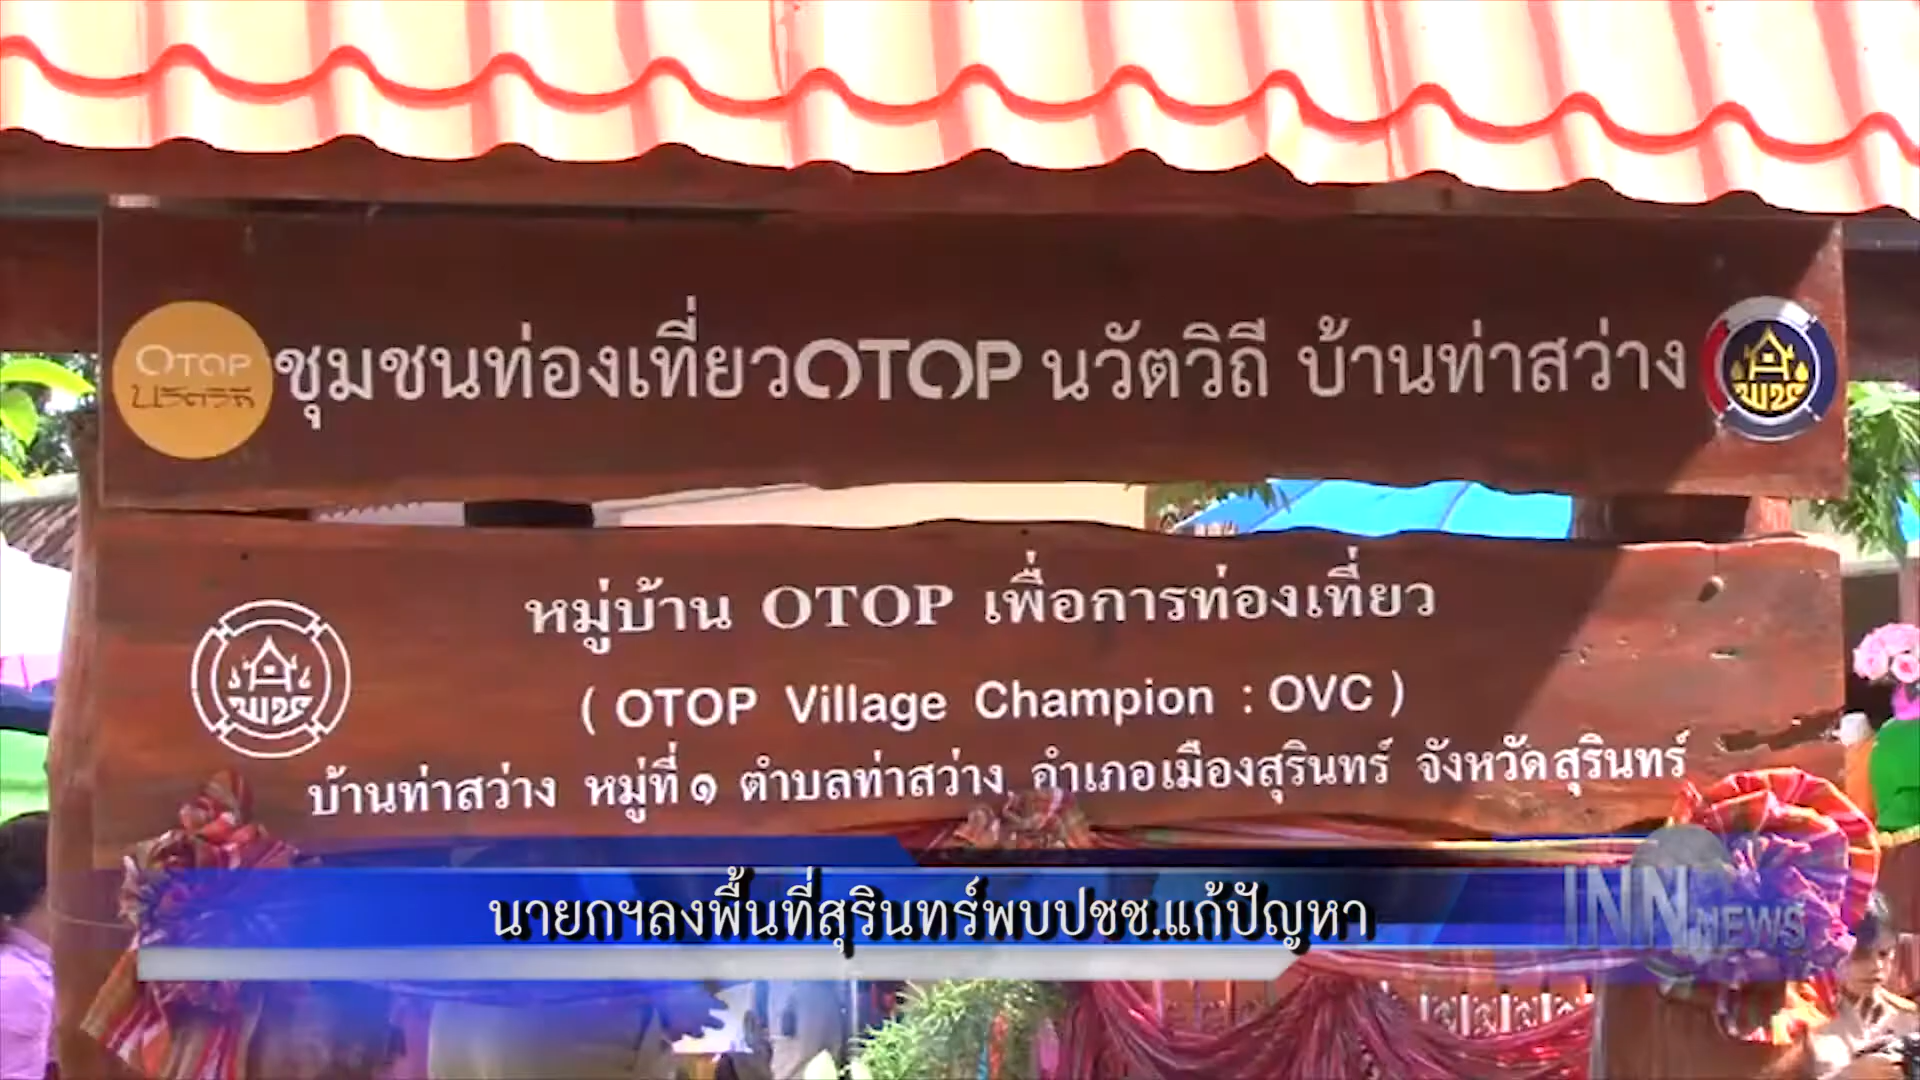 OTOP
นวัตวิถี
ชุมชนท่องเที่ยวOTOP นวัตวิถี บ้านท่าสว่าง
พช
หมู่บ้าน OTOP เพื่อการท่องเที่ยว
( OTOP Village Champion : OVC )
พช
บ้านท่าสว่าง หมู่ที่ ๑ ตำบลท่าสว่าง อำเภอเมืองสุรินทร์ จังหวัดสุรินทร์
นายกฯลงพื้นที่สุรินทร์พบปชช.แก้ปัญหา
INN NEWS